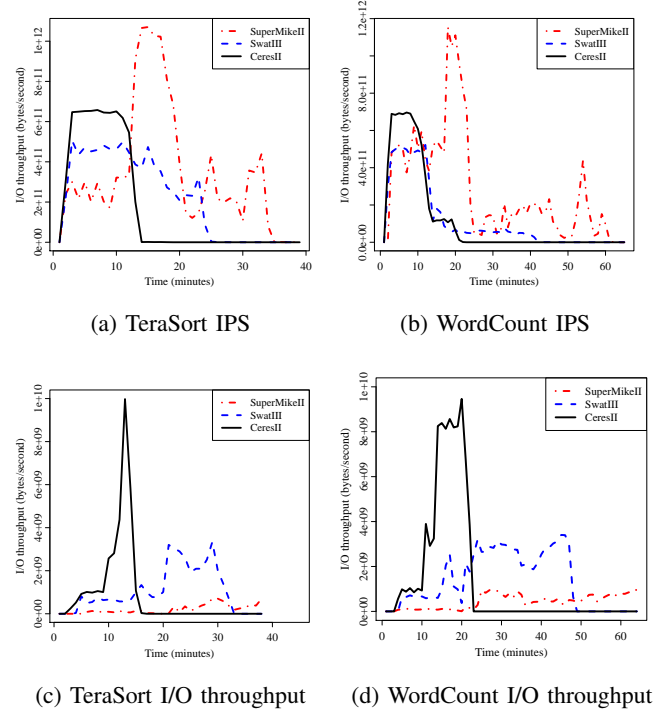 I/O throughput (bytes/second)
0e+00 2e+11 4e+11 6e+11 8e+11 1e+12
SuperMikeII
SwatIII
CeresII
0 10 20 30 40
Time (minutes)
(a) TeraSort IPS
I/O throughput (bytes/second)
0.0e+00 4.0e+11 8.0e+11 1.2e+12
SuperMikeII
SwatIII
CeresII
0 10 20 30 40 50 60
Time (minutes)
(b) WordCount IPS
I/O throughput (bytes/second)
0e+00 2e+09 4e+09 6e+09 8e+09 1e+10
SuperMikeII
SwatIII
CeresII
0 10 20 30 40
Time (minutes)
(c) TeraSort I/O throughput
I/O throughput (bytes/second)
0e+00 2e+09 4e+09 6e+09 8e+09 1e+10
SuperMikeII
SwatIII
CeresII
0 10 20 30 40 50 60
Time (minutes)
(d) WordCount I/O throughput